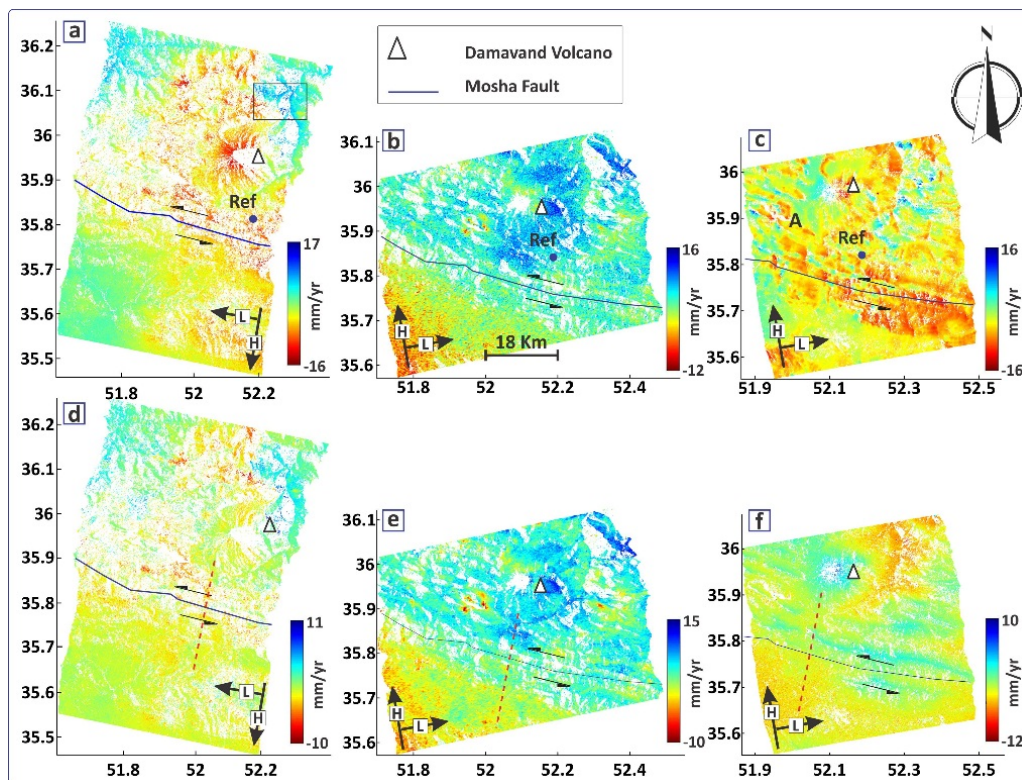 a
36.2
36.1
36
35.9
35.8
35.7
35.6
35.5
51.8
52
52.2
Ref
L
H
17
-16
mm/yr
Damavand Volcano
Mosha Fault
N
b
36.1
36
35.9
35.8
35.7
35.6
51.8
52
52.2
52.4
Ref
H
L
18 Km
16
-12
mm/yr
c
36
35.9
35.8
35.7
35.6
51.9
52.1
52.3
52.5
A
Ref
H
L
16
-16
mm/yr
d
36.2
36.1
36
35.9
35.8
35.7
35.6
35.5
51.8
52
52.2
L
H
11
-10
mm/yr
e
36.1
36
35.9
35.8
35.7
35.6
51.8
52
52.2
52.4
H
L
15
-10
mm/yr
f
36
35.9
35.8
35.7
35.6
51.9
52.1
52.3
52.5
H
L
10
-12
mm/yr